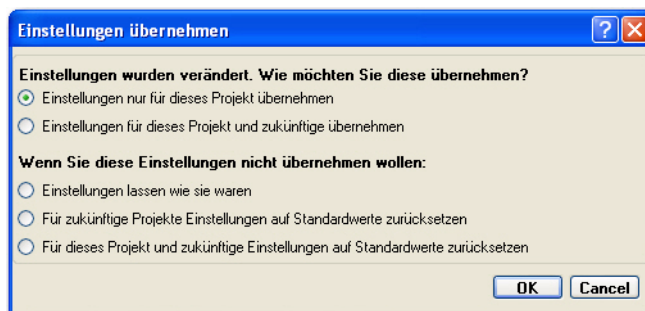 Einstellungen übernehmen
Einstellungen wurden verändert. Wie möchten Sie diese übernehmen?
Einstellungen nur für dieses Projekt übernehmen
Einstellungen für dieses Projekt und zukünftige übernehmen
Wenn Sie diese Einstellungen nicht übernehmen wollen:
Einstellungen lassen wie sie waren
Für zukünftige Projekte Einstellungen auf Standardwerte zurücksetzen
Für dieses Projekt und zukünftige Einstellungen auf Standardwerte zurücksetzen
OK Cancel